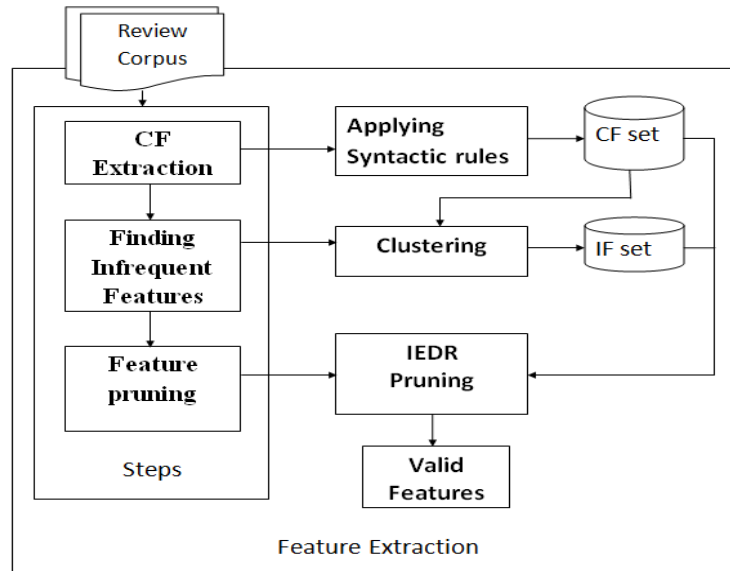 Review
Corpus
CF
Extraction
Applying
Syntactic rules
CF set
Finding
Infrequent
Features
Clustering
IF set
Feature
pruning
IEDR
Pruning
Steps
Valid
Features
Feature Extraction